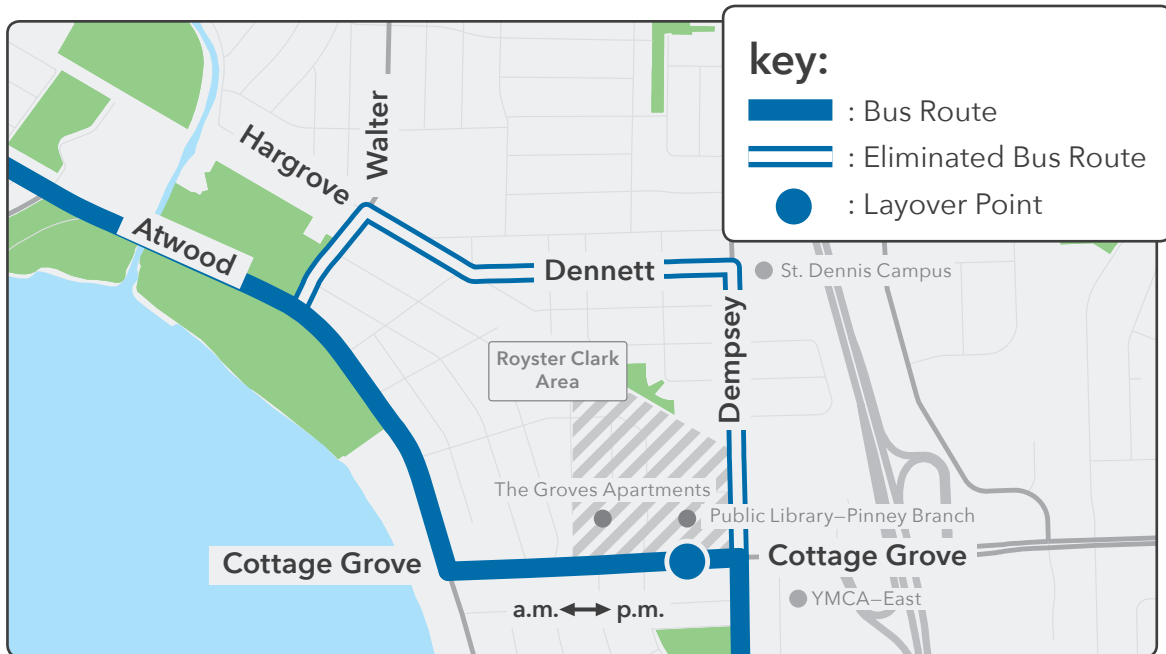 key:
: Bus Route
: Eliminated Bus Route
: Layover Point
Walter
Hargrove
Atwood
Dennett
St. Dennis Campus
Dempsey
Royster Clark
Area
The Groves Apartments
Public Library–Pinney Branch
Cottage Grove
Cottage Grove
YMCA–East
a.m. p.m.